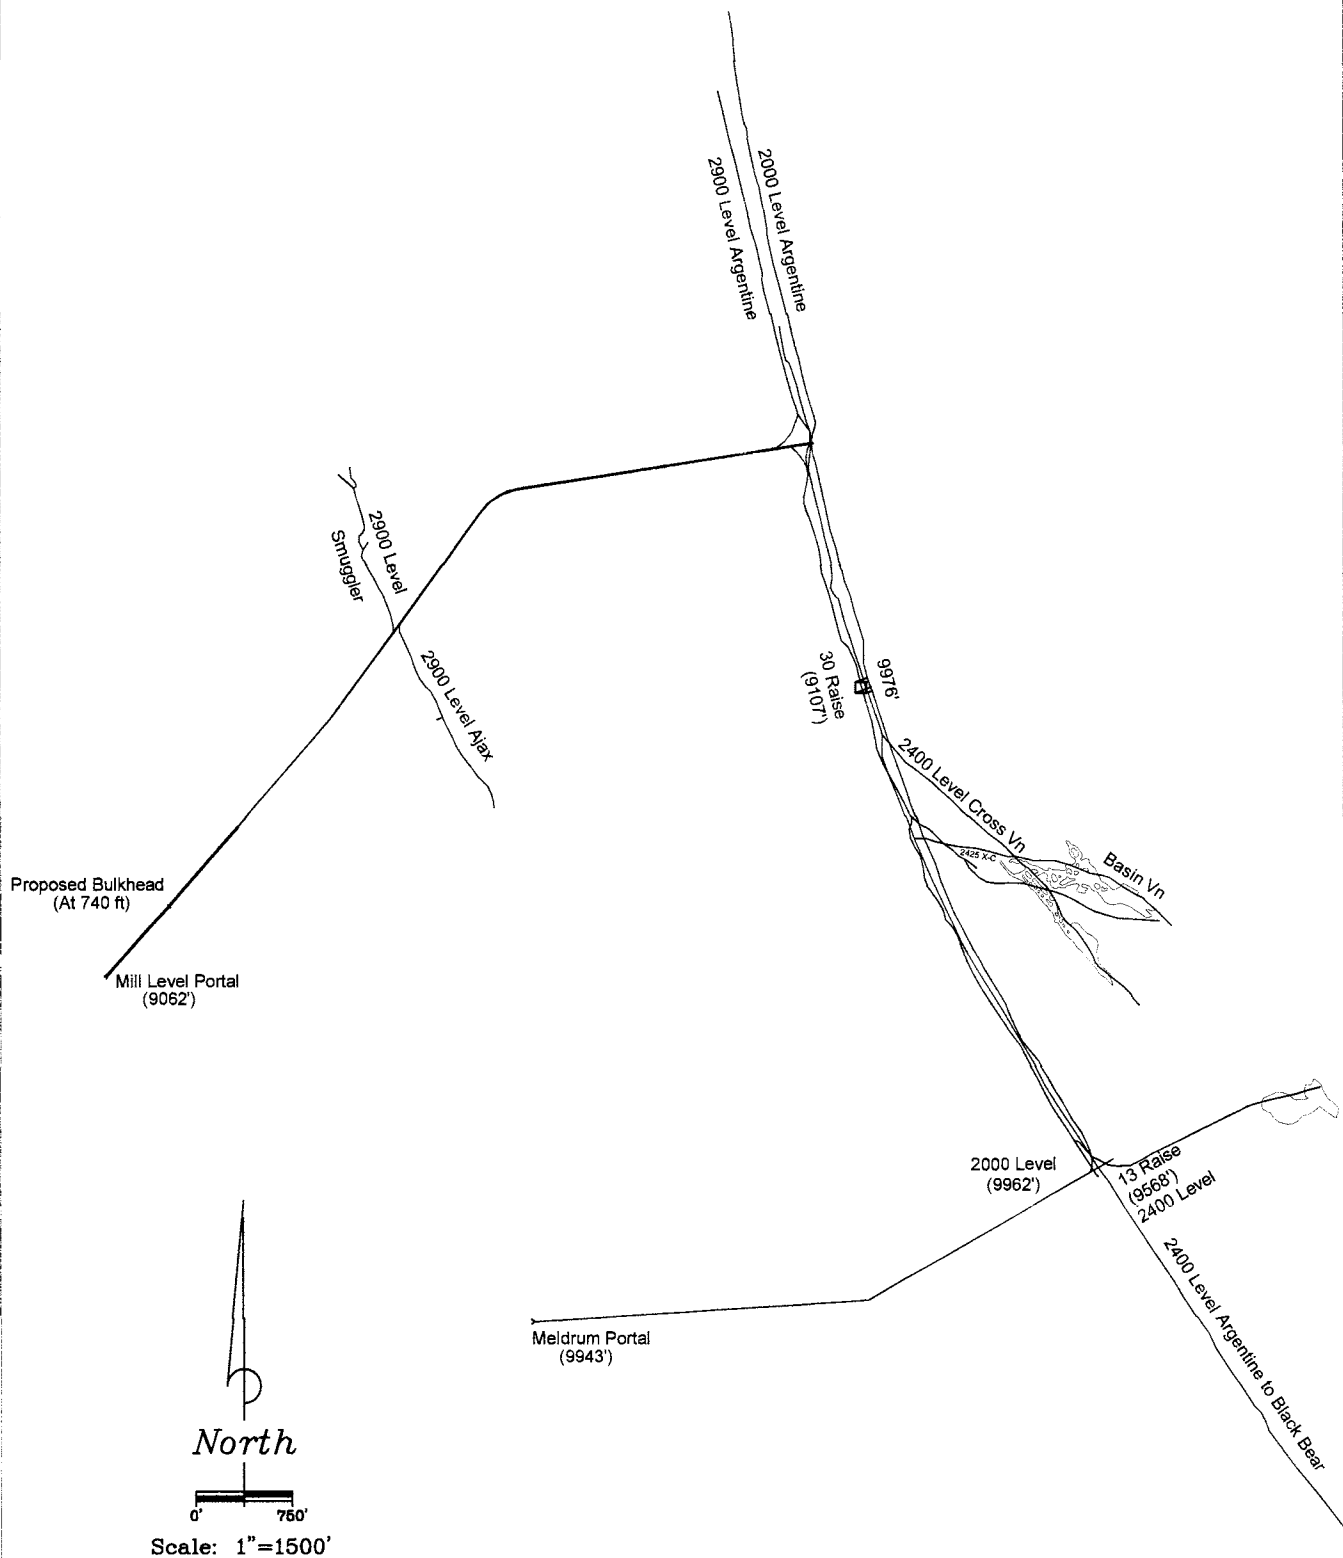 2000 Level Argentine
2900 Level Argentine
2900 Level
Smuggler
2900 Level Ajax
9976'
30 Raise
(9107')
2400 Level Cross Vn
2425 X-C
Basin Vn
Proposed Bulkhead
(At 740 ft)
Mill Level Portal
(9062')
2000 Level
(9962')
13 Raise
(9568')
2400 Level
2400 Level Argentine to Black Bear
Meldrum Portal
(9943')
North
0' 750'
Scale: 1"=1500'